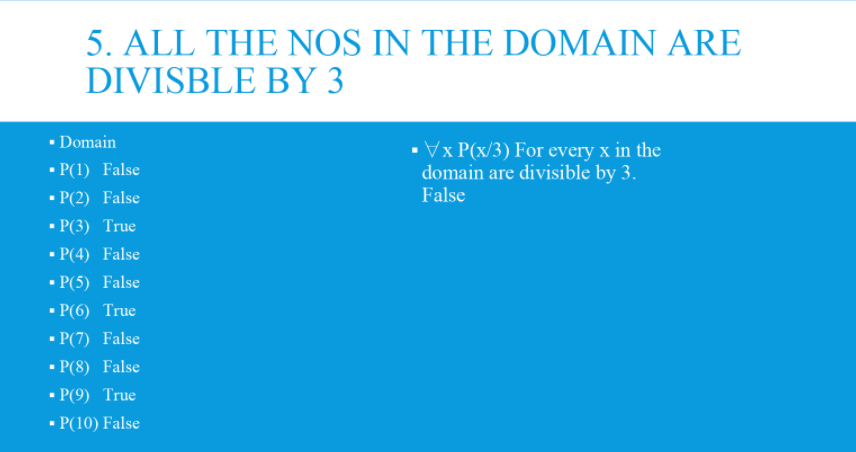 5. ALL THE NOS IN THE DOMAIN ARE
DIVISBLE BY 3
▪ Domain
▪ P(1) False
▪ P(2) False
▪ P(3) True
▪ P(4) False
▪ P(5) False
▪ P(6) True
▪ P(7) False
▪ P(8) False
▪ P(9) True
▪ P(10) False
▪ ∀x P(x/3) For every x in the
domain are divisible by 3.
False